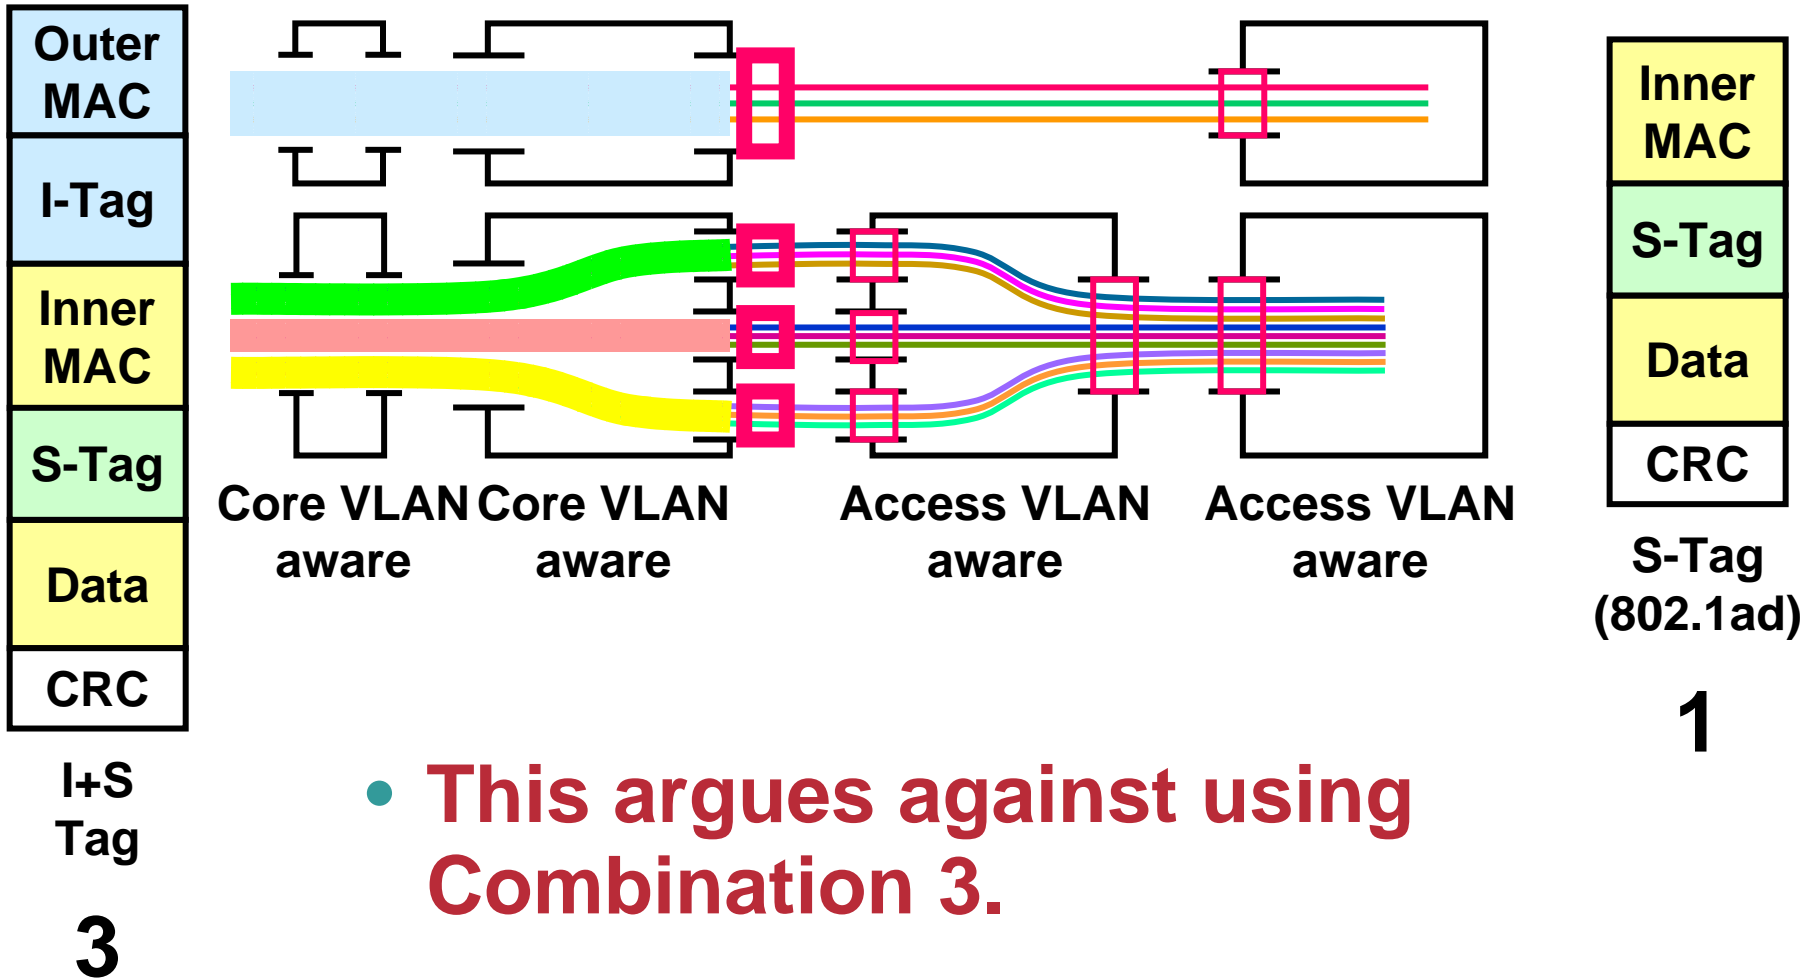 Outer
MAC
I-Tag
Inner
MAC
S-Tag
Data
CRC
I+S
Tag
3
Core VLAN
aware
Core VLAN
aware
Access VLAN
aware
Access VLAN
aware
• This argues against using
Combination 3.
Inner
MAC
S-Tag
Data
CRC
S-Tag
(802.1ad)
1